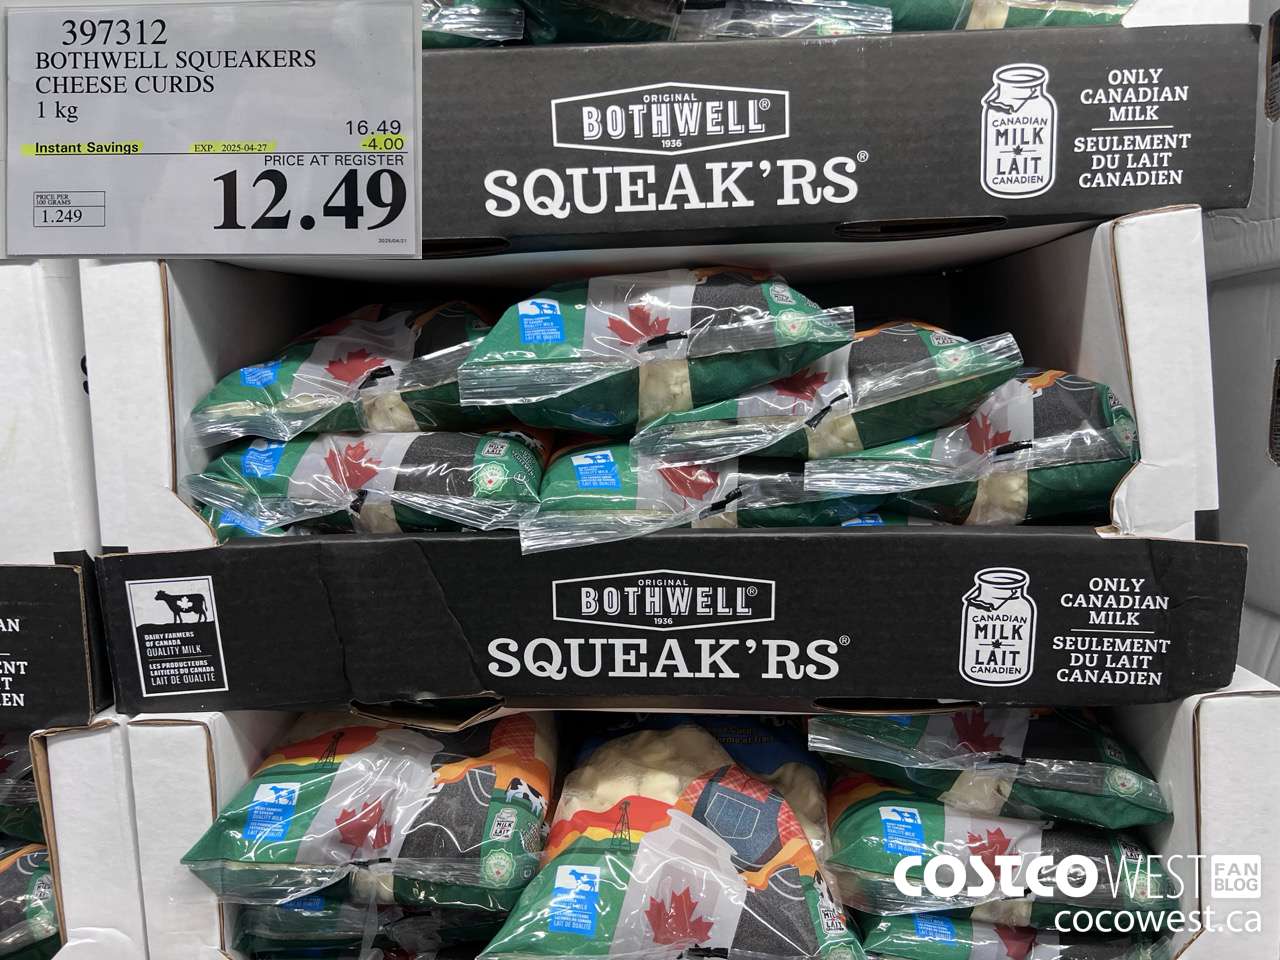 397312
BOTHWELL SQUEAKERS
CHEESE CURDS
1 kg
16.49
Instant Savings EXP. 2025-04-27 -4.00
PRICE AT REGISTER
12.49
PRICE PER
100 GRAMS
1.249
2025/04/21
ORIGINAL
BOTHWELL®
1936
SQUEAK'RS®
CANADIAN
MILK
LAIT
CANADIEN
ONLY
CANADIAN
MILK
SEULEMENT
DU LAIT
CANADIEN
DAIRY FARMERS
OF CANADA
QUALITY MILK
LES PRODUCTEURS
LAITIERS DU CANADA
LAIT DE QUALITÉ
ORIGINAL
BOTHWELL®
1936
SQUEAK'RS®
CANADIAN
MILK
LAIT
CANADIEN
ONLY
CANADIAN
MILK
SEULEMENT
DU LAIT
CANADIEN
COSTCO WEST FAN
BLOG
cocowest.ca